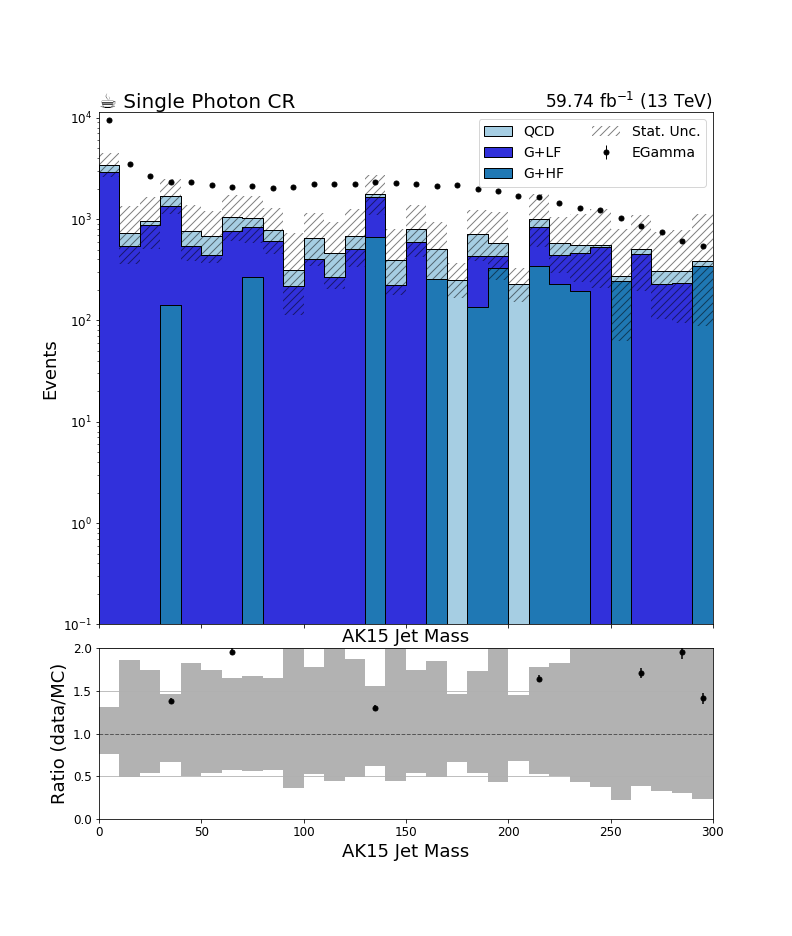 ☕ Single Photon CR
59.74 fb⁻¹ (13 TeV)
QCD
G+LF
G+HF
Stat. Unc.
EGamma
Events
10⁴
10³
10²
10¹
10⁰
10⁻¹
AK15 Jet Mass
Ratio (data/MC)
2.0
1.5
1.0
0.5
0.0
0 50 100 150 200 250 300
AK15 Jet Mass